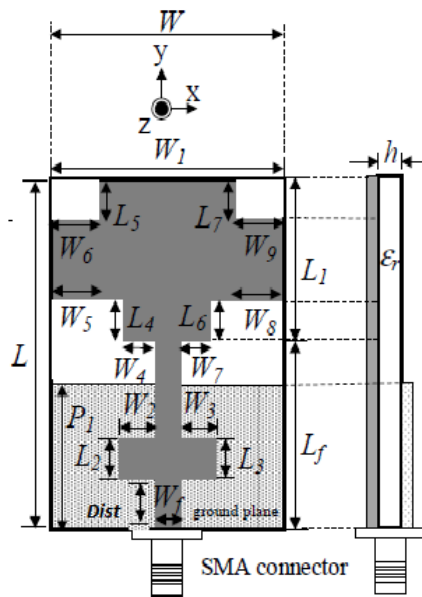 W
y
x
z
W1
h
L5 L7
W6 W9
εr
L1
W5 W8
L4 L6
L
W4 W7
P1
W2 W3
Lf
L2 L3
Wf
Dist ground plane
SMA connector